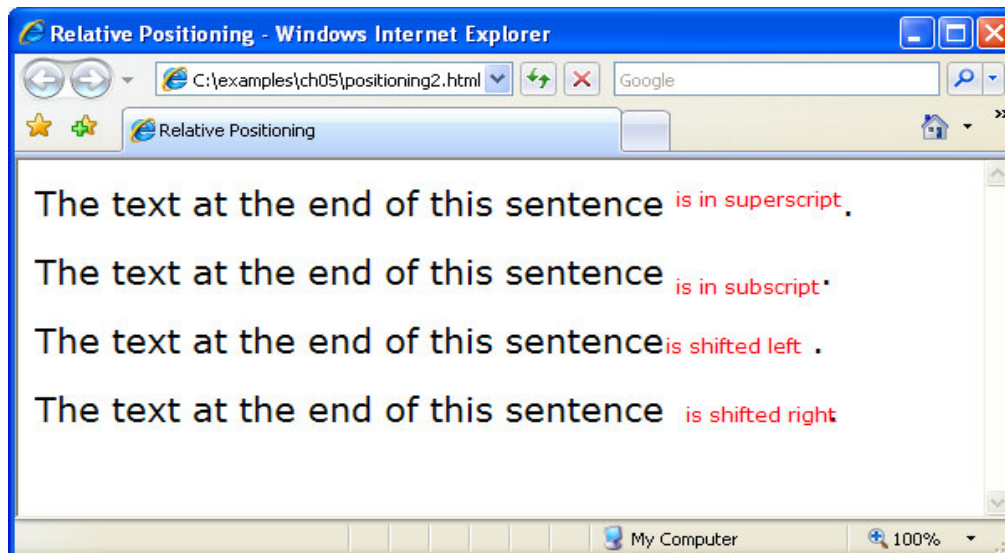 Relative Positioning - Windows Internet Explorer
C:\examples\ch05\positioning2.html
Google
Relative Positioning
The text at the end of this sentence is in superscript.
The text at the end of this sentence is in subscript.
The text at the end of this sentence is shifted left .
The text at the end of this sentence is shifted right.
My Computer 100%